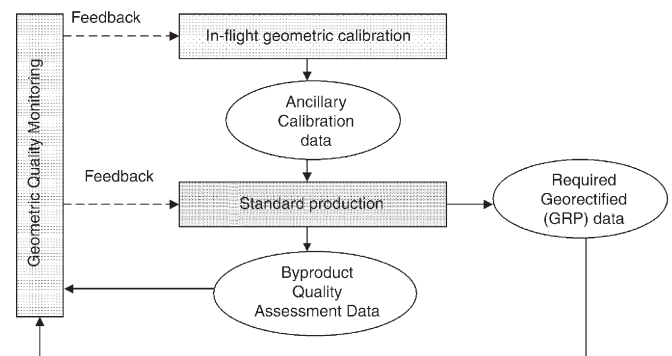 Feedback
In-flight geometric calibration
Ancillary
Calibration
data
Geometric Quality Monitoring
Feedback
Standard production
Required
Georectified
(GRP) data
Byproduct
Quality
Assessment Data